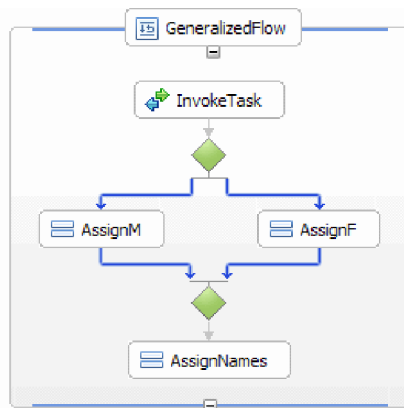 GeneralizedFlow
InvokeTask
AssignM
AssignF
AssignNames